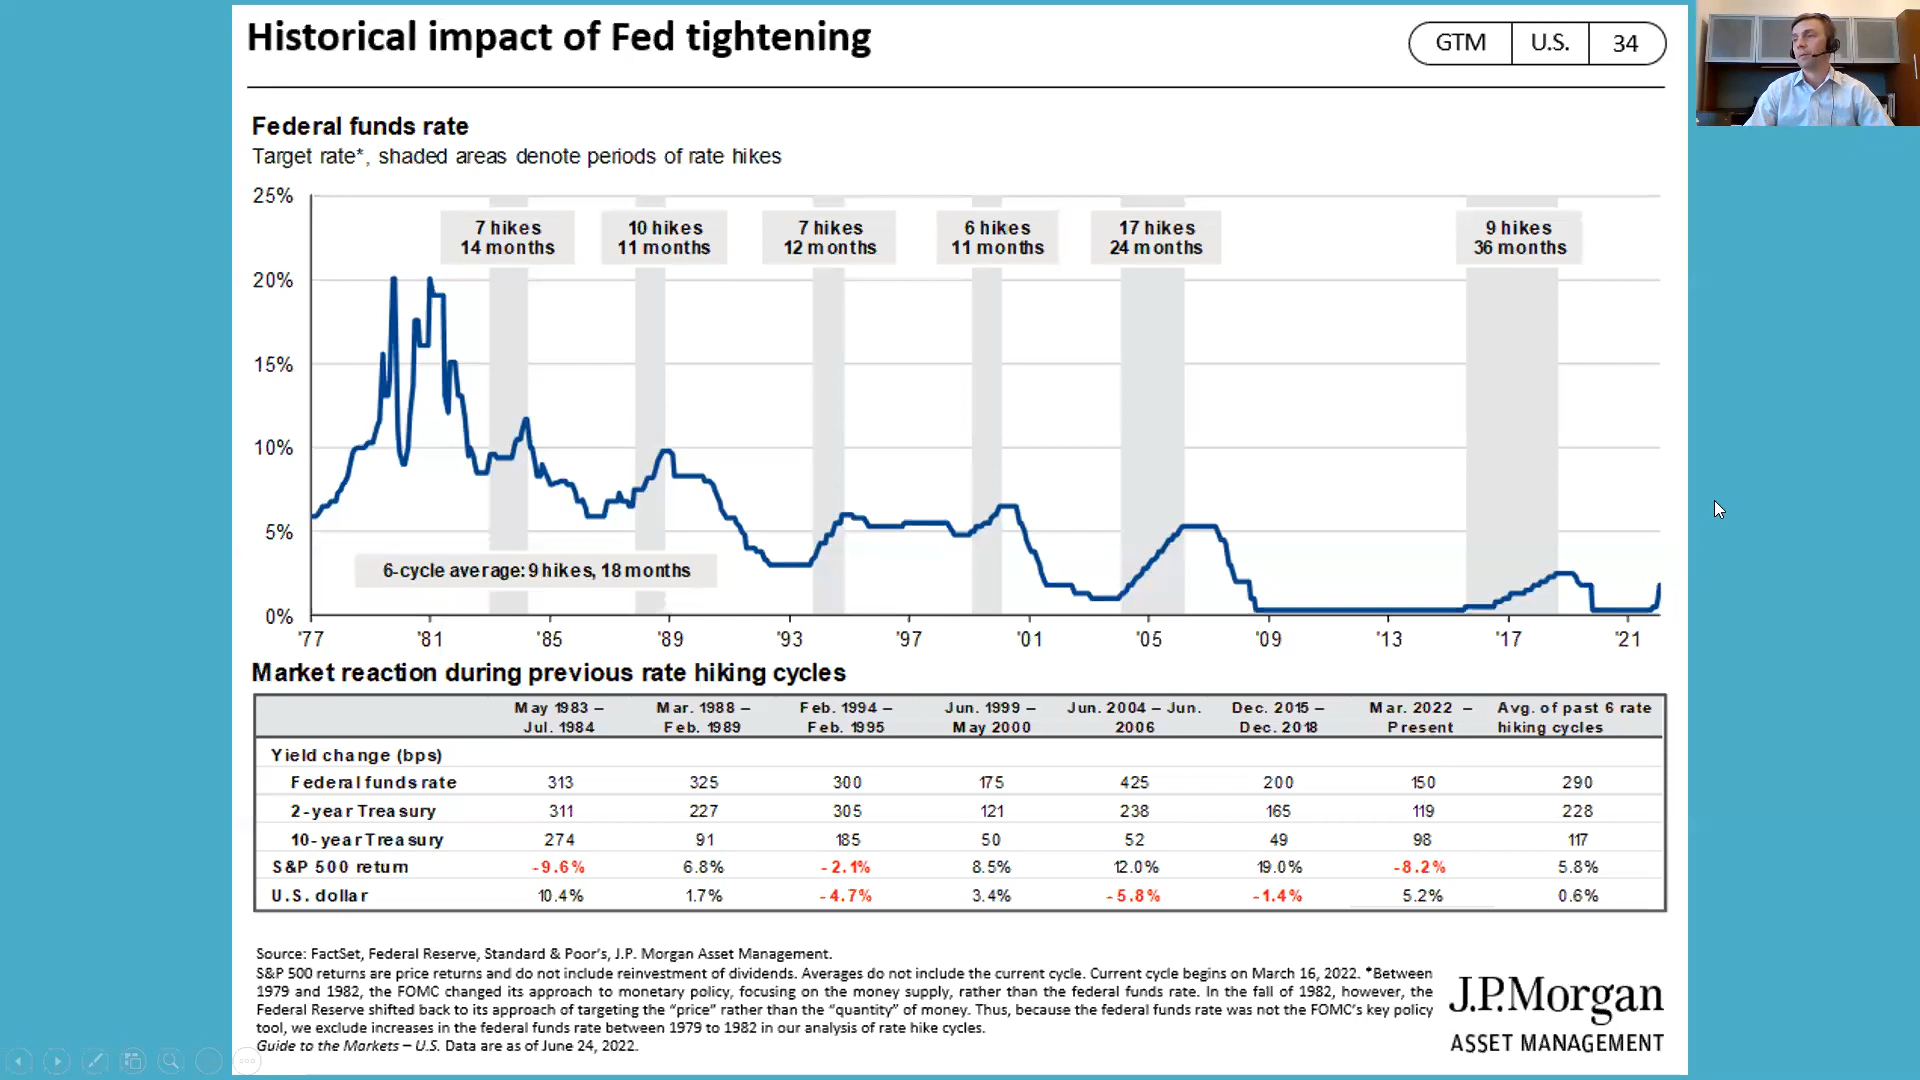 Historical impact of Fed tightening
GTM U.S. 34
Federal funds rate
Target rate*, shaded areas denote periods of rate hikes
25%
20%
15%
10%
5%
0%
7 hikes
14 months
10 hikes
11 months
7 hikes
12 months
6 hikes
11 months
17 hikes
24 months
9 hikes
36 months
6-cycle average: 9 hikes, 18 months
'77 '81 '85 '89 '93 '97 '01 '05 '09 '13 '17 '21
Market reaction during previous rate hiking cycles
May 1983 – Jul. 1984 Mar. 1988 – Feb. 1989 Feb. 1994 – Feb. 1995 Jun. 1999 – May 2000 Jun. 2004 – Jun. 2006 Dec. 2015 – Dec. 2018 Mar. 2022 – Present Avg. of past 6 rate hiking cycles
Yield change (bps)
Federal funds rate 313 325 300 175 425 200 150 290
2-year Treasury 311 227 305 121 238 165 119 228
10-year Treasury 274 91 185 50 52 49 98 117
S&P 500 return -9.6% 6.8% -2.1% 8.5% 12.0% 19.0% -8.2% 5.8%
U.S. dollar 10.4% 1.7% -4.7% 3.4% -5.8% -1.4% 5.2% 0.6%
Source: FactSet, Federal Reserve, Standard & Poor's, J.P. Morgan Asset Management.
S&P 500 returns are price returns and do not include reinvestment of dividends. Averages do not include the current cycle. Current cycle begins on March 16, 2022. *Between
1979 and 1982, the FOMC changed its approach to monetary policy, focusing on the money supply, rather than the federal funds rate. In the fall of 1982, however, the
Federal Reserve shifted back to its approach of targeting the "price" rather than the "quantity" of money. Thus, because the federal funds rate was not the FOMC's key policy
tool, we exclude increases in the federal funds rate between 1979 to 1982 in our analysis of rate hike cycles.
Guide to the Markets – U.S. Data are as of June 24, 2022.
J.P.Morgan
ASSET MANAGEMENT